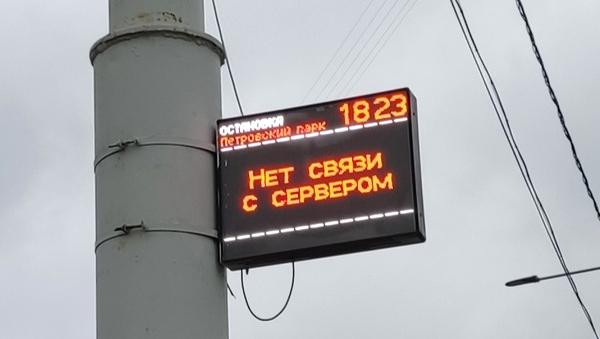 ОСТАНОВКА
Петровский парк 1823
Нет связи
с сервером